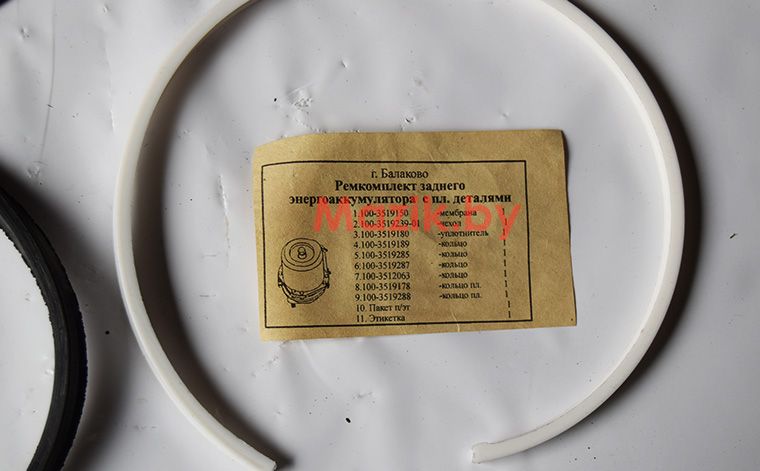 г. Балаково
Ремкомплект заднего
энергоаккумулятора с пл. деталями
1.100-3519150 -мембрана 1
2.100-3519239-01 -чехол 1
3.100-3519180 -уплотнитель 1
4.100-3519189 -кольцо 1
5.100-3519285 -кольцо 1
6.100-3519287 -кольцо 1
7.100-3512063 -кольцо 1
8.100-3519178 -кольцо пл. 1
9.100-3519288 -кольцо пл. 1
10. Пакет п/эт 1
11. Этикетка 1